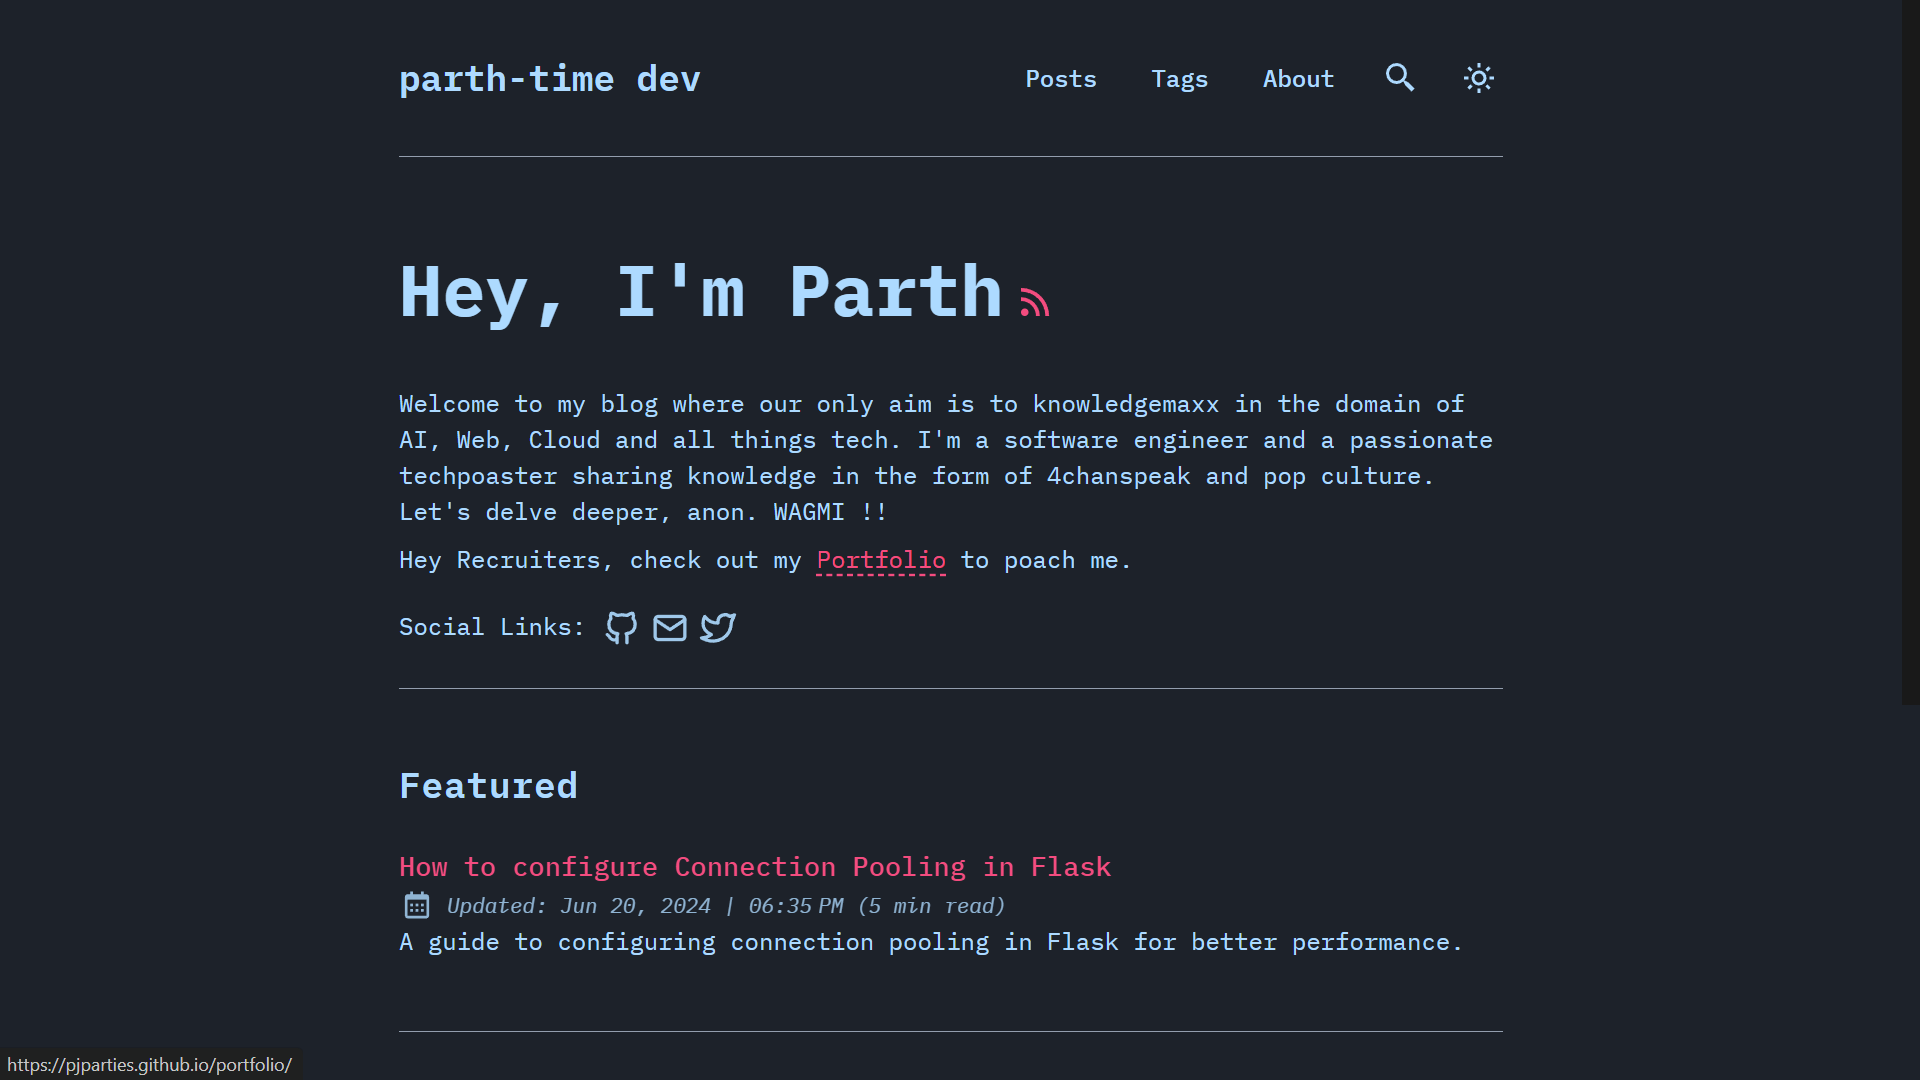 parth-time dev
Posts Tags About
Hey, I'm Parth
Welcome to my blog where our only aim is to knowledgemaxx in the domain of
AI, Web, Cloud and all things tech. I'm a software engineer and a passionate
techpoaster sharing knowledge in the form of 4chanspeak and pop culture.
Let's delve deeper, anon. WAGMI !!
Hey Recruiters, check out my Portfolio to poach me.
Social Links:
Featured
How to configure Connection Pooling in Flask
Updated: Jun 20, 2024 | 06:35 PM (5 min read)
A guide to configuring connection pooling in Flask for better performance.
https://pjparties.github.io/portfolio/